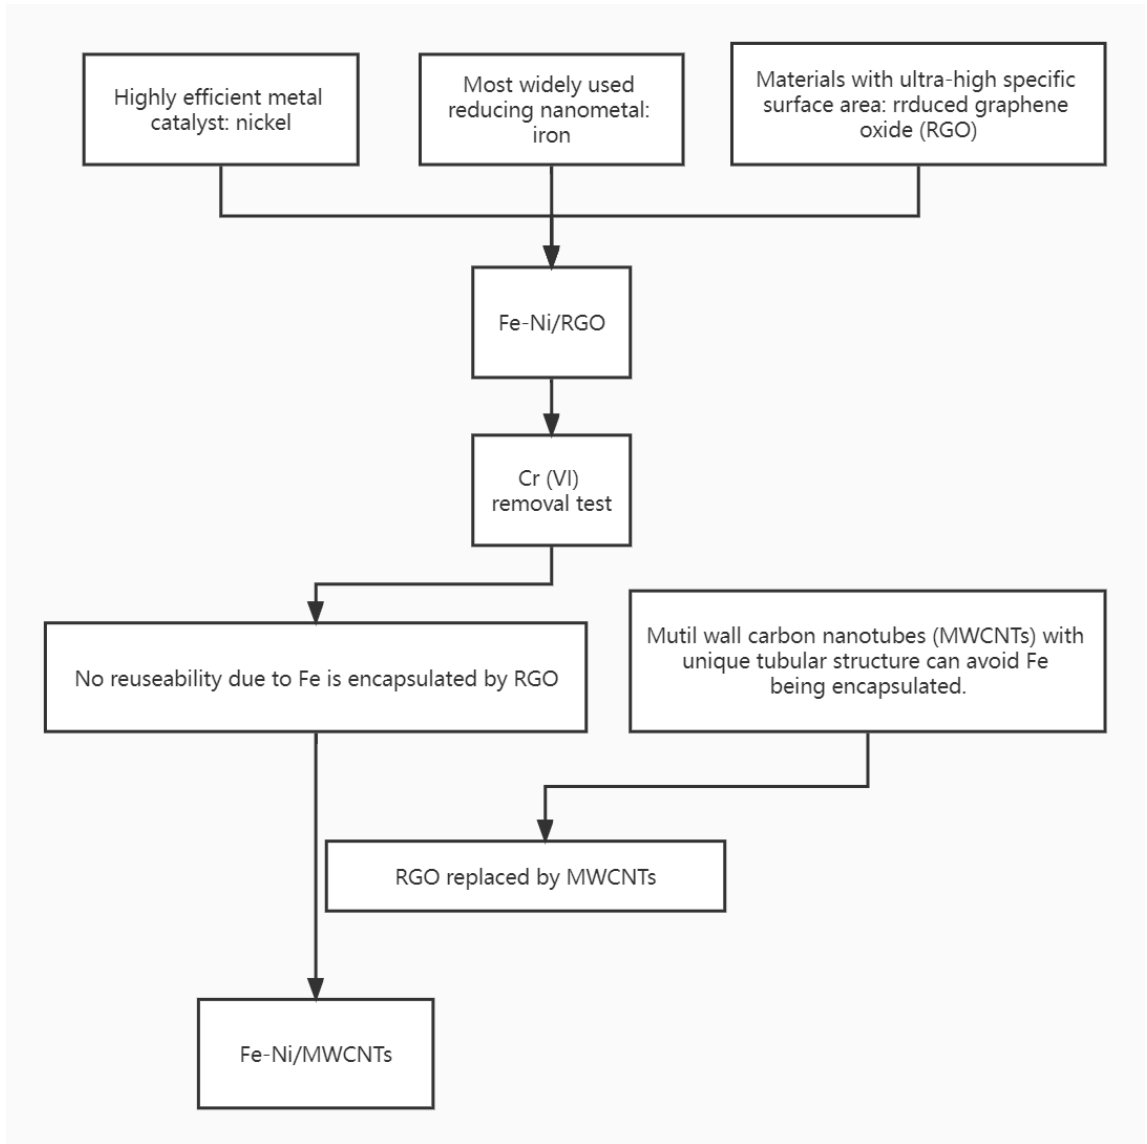 Highly efficient metal
catalyst: nickel
Most widely used
reducing nanometal:
iron
Materials with ultra-high specific
surface area: rrduced graphene
oxide (RGO)
Fe-Ni/RGO
Cr (VI)
removal test
No reuseability due to Fe is encapsulated by RGO
Mutil wall carbon nanotubes (MWCNTs) with
unique tubular structure can avoid Fe
being encapsulated.
RGO replaced by MWCNTs
Fe-Ni/MWCNTs